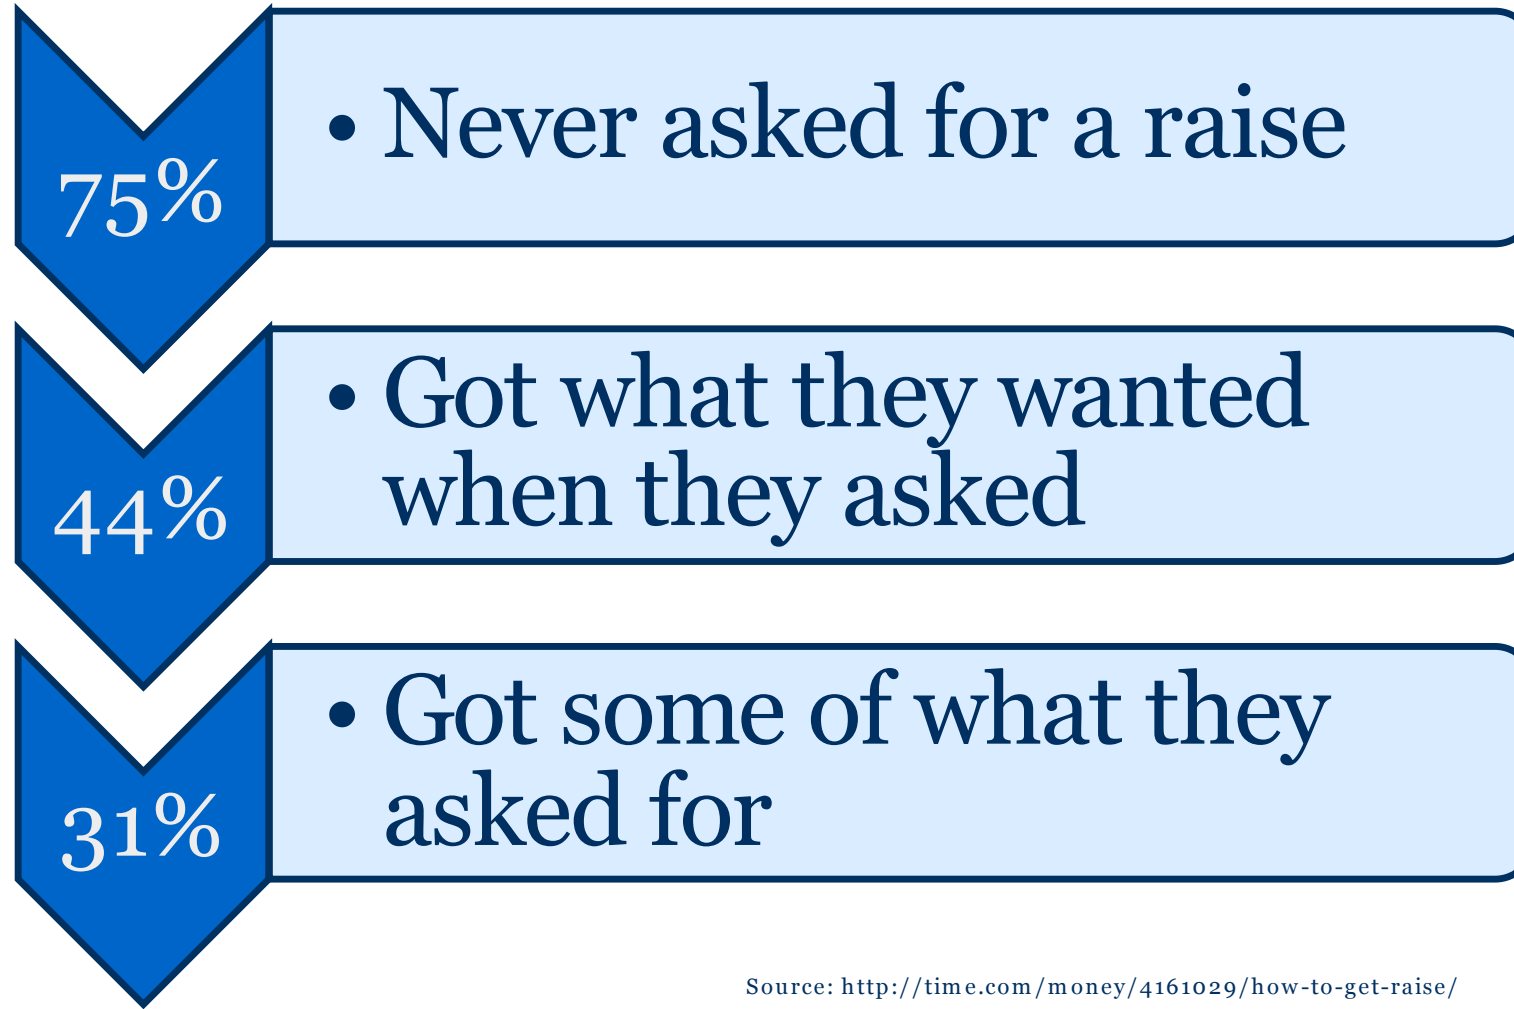 75%
• Never asked for a raise
44%
• Got what they wanted
when they asked
31%
• Got some of what they
asked for
Source: http://time.com/money/4161029/how-to-get-raise/